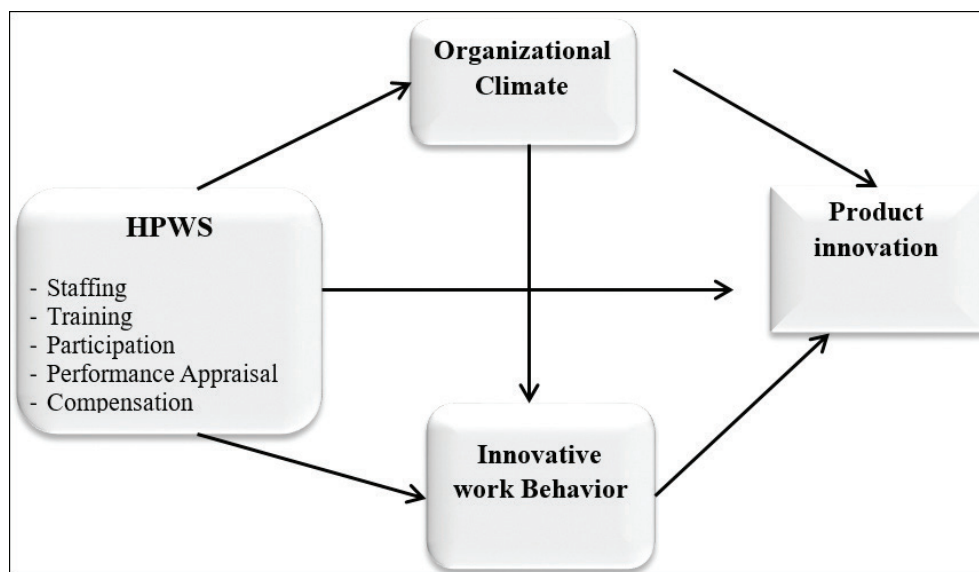 Organizational
Climate
HPWS
- Staffing
- Training
- Participation
- Performance Appraisal
- Compensation
Product
innovation
Innovative
work Behavior